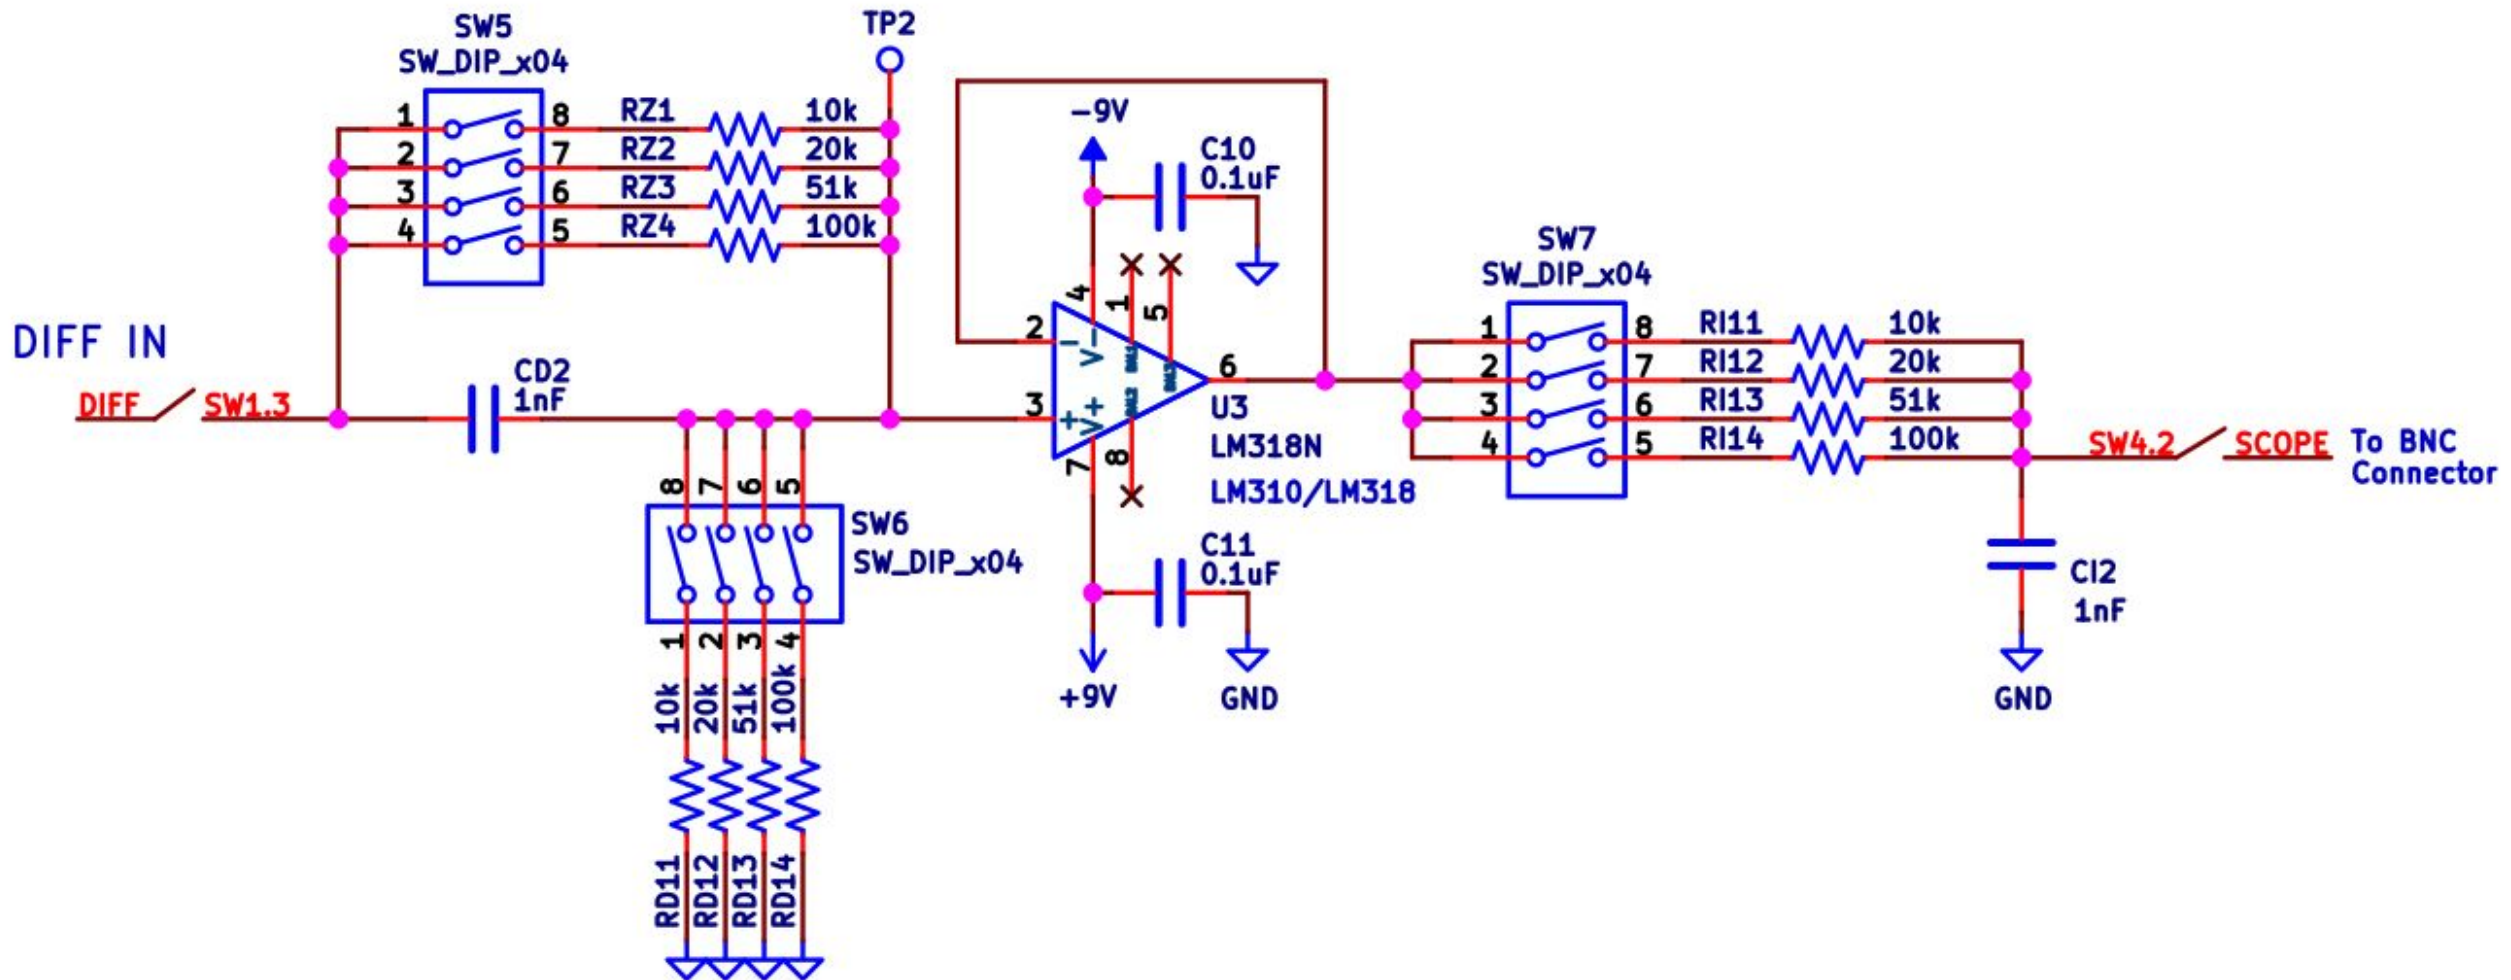 SW5
SW_DIP_x04
TP2
1
8
RZ1
10k
2
7
RZ2
20k
3
6
RZ3
51k
4
5
RZ4
100k
-9V
C10
0.1uF
DIFF IN
DIFF
SW1.3
CD2
1nF
2
3
4
1
5
6
7
8
-
+
V-
V+
U3
LM318N
LM310/LM318
C11
0.1uF
+9V
GND
SW7
SW_DIP_x04
1
8
RI11
10k
2
7
RI12
20k
3
6
RI13
51k
4
5
RI14
100k
SW4.2
SCOPE
To BNC
Connector
CI2
1nF
GND
8
7
6
5
SW6
SW_DIP_x04
1
2
3
4
10k
20k
51k
100k
RD11
RD12
RD13
RD14